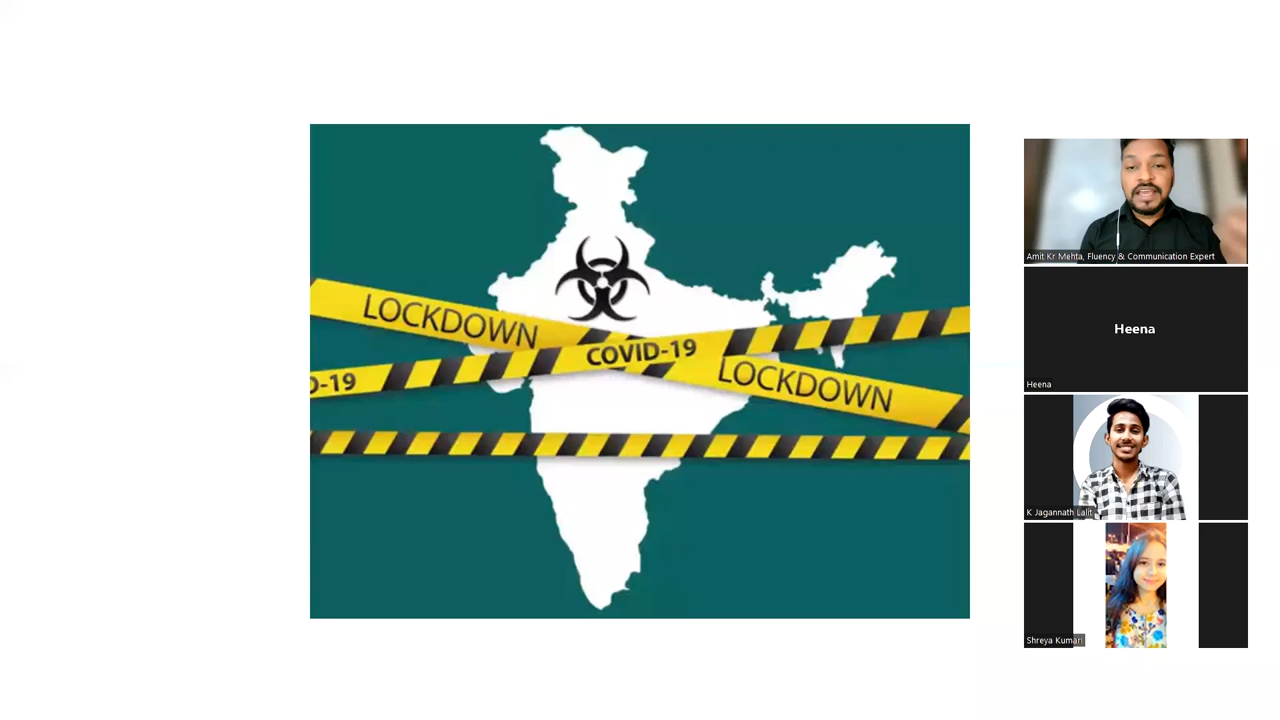 LOCKDOWN
COVID-19
D-19
LOCKDOWN
Amit Kr Mehta, Fluency & Communication Expert
Heena
Heena
K Jagannath Lalit
Shreya Kumari